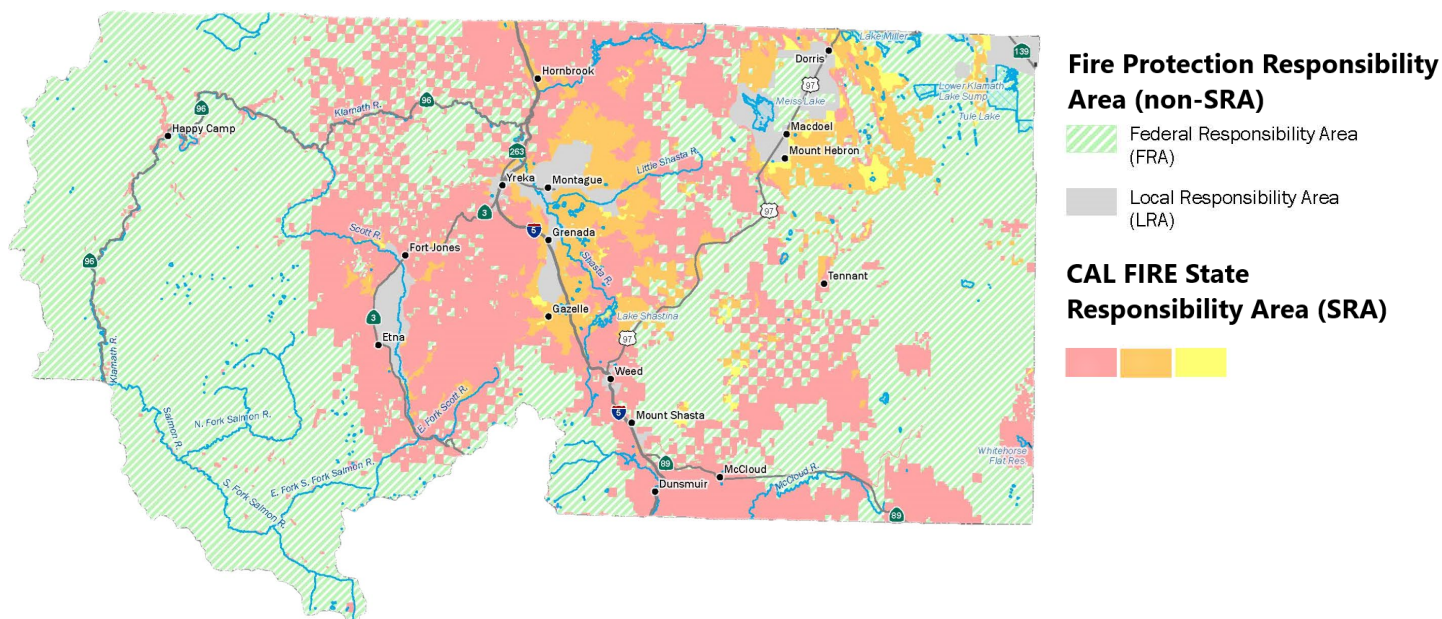 Lake Miller
139
Dorris
Hornbrook
97
Lower Klamath
Lake Sump
Tule Lake
96
Klamath R.
96
Meiss Lake
Happy Camp
Macdoel
263
Mount Hebron
Little Shasta R.
Yreka
Montague
3
97
5
Grenada
Scott R.
Fort Jones
Shasta R.
96
Tennant
3
Gazelle
Lake Shastina
97
Etna
Klamath R.
Weed
E. Fork Scott R.
5
Mount Shasta
N. Fork Salmon R.
Salmon R.
Whitehorse
Flat Res.
89
McCloud
McCloud R.
E. Fork S. Fork Salmon R.
Dunsmuir
S. Fork Salmon R.
89
Fire Protection Responsibility
Area (non-SRA)
Federal Responsibility Area
(FRA)
Local Responsibility Area
(LRA)
CAL FIRE State
Responsibility Area (SRA)